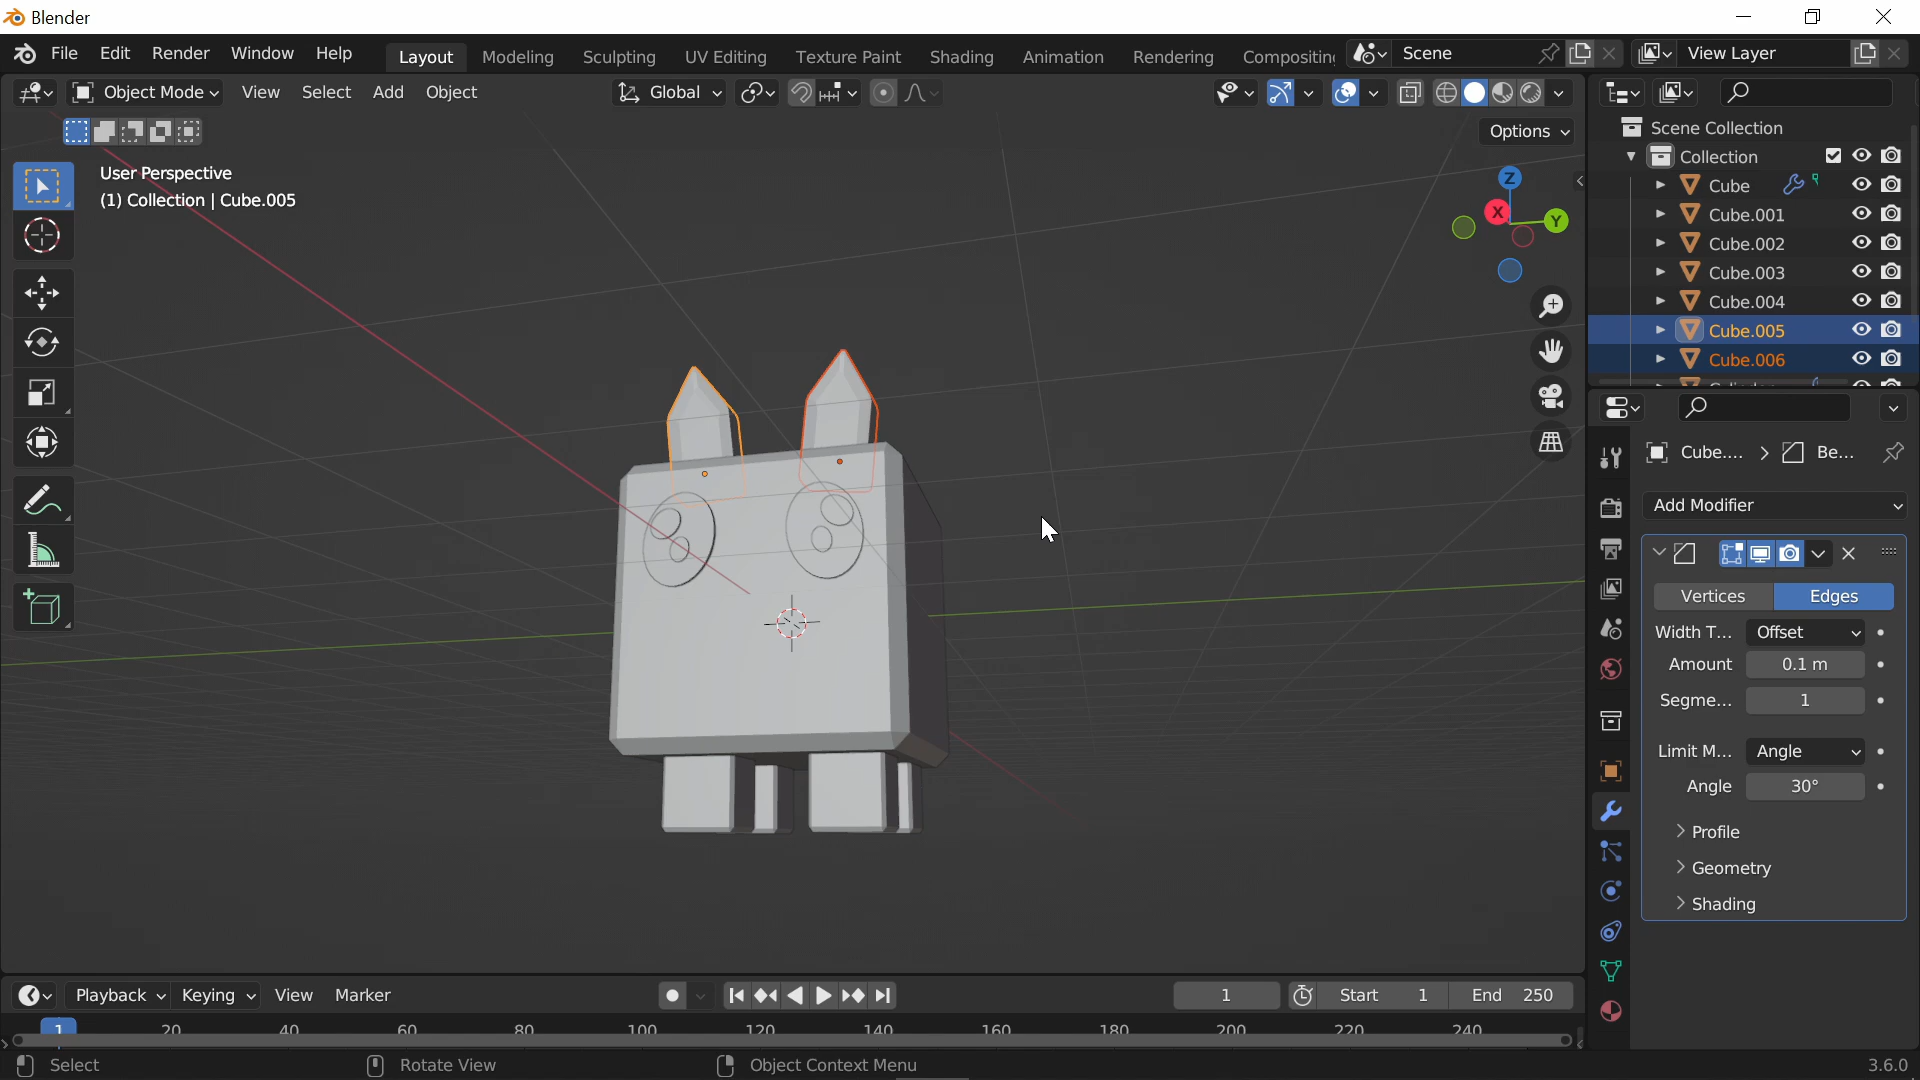 Blender
File Edit Render Window Help Layout Modeling Sculpting UV Editing Texture Paint Shading Animation Rendering Compositing Scene View Layer
Object Mode View Select Add Object Global
Options
User Perspective
(1) Collection | Cube.005
Z
X
Y
Scene Collection
Collection
Cube
Cube.001
Cube.002
Cube.003
Cube.004
Cube.005
Cube.006
Cube.... Be...
Add Modifier
Vertices Edges
Width T... Offset
Amount 0.1 m
Segme... 1
Limit M... Angle
Angle 30°
Profile
Geometry
Shading
Playback Keying View Marker 1 Start 1 End 250
1 20 40 60 80 100 120 140 160 180 200 220 240
Select Rotate View Object Context Menu 3.6.0